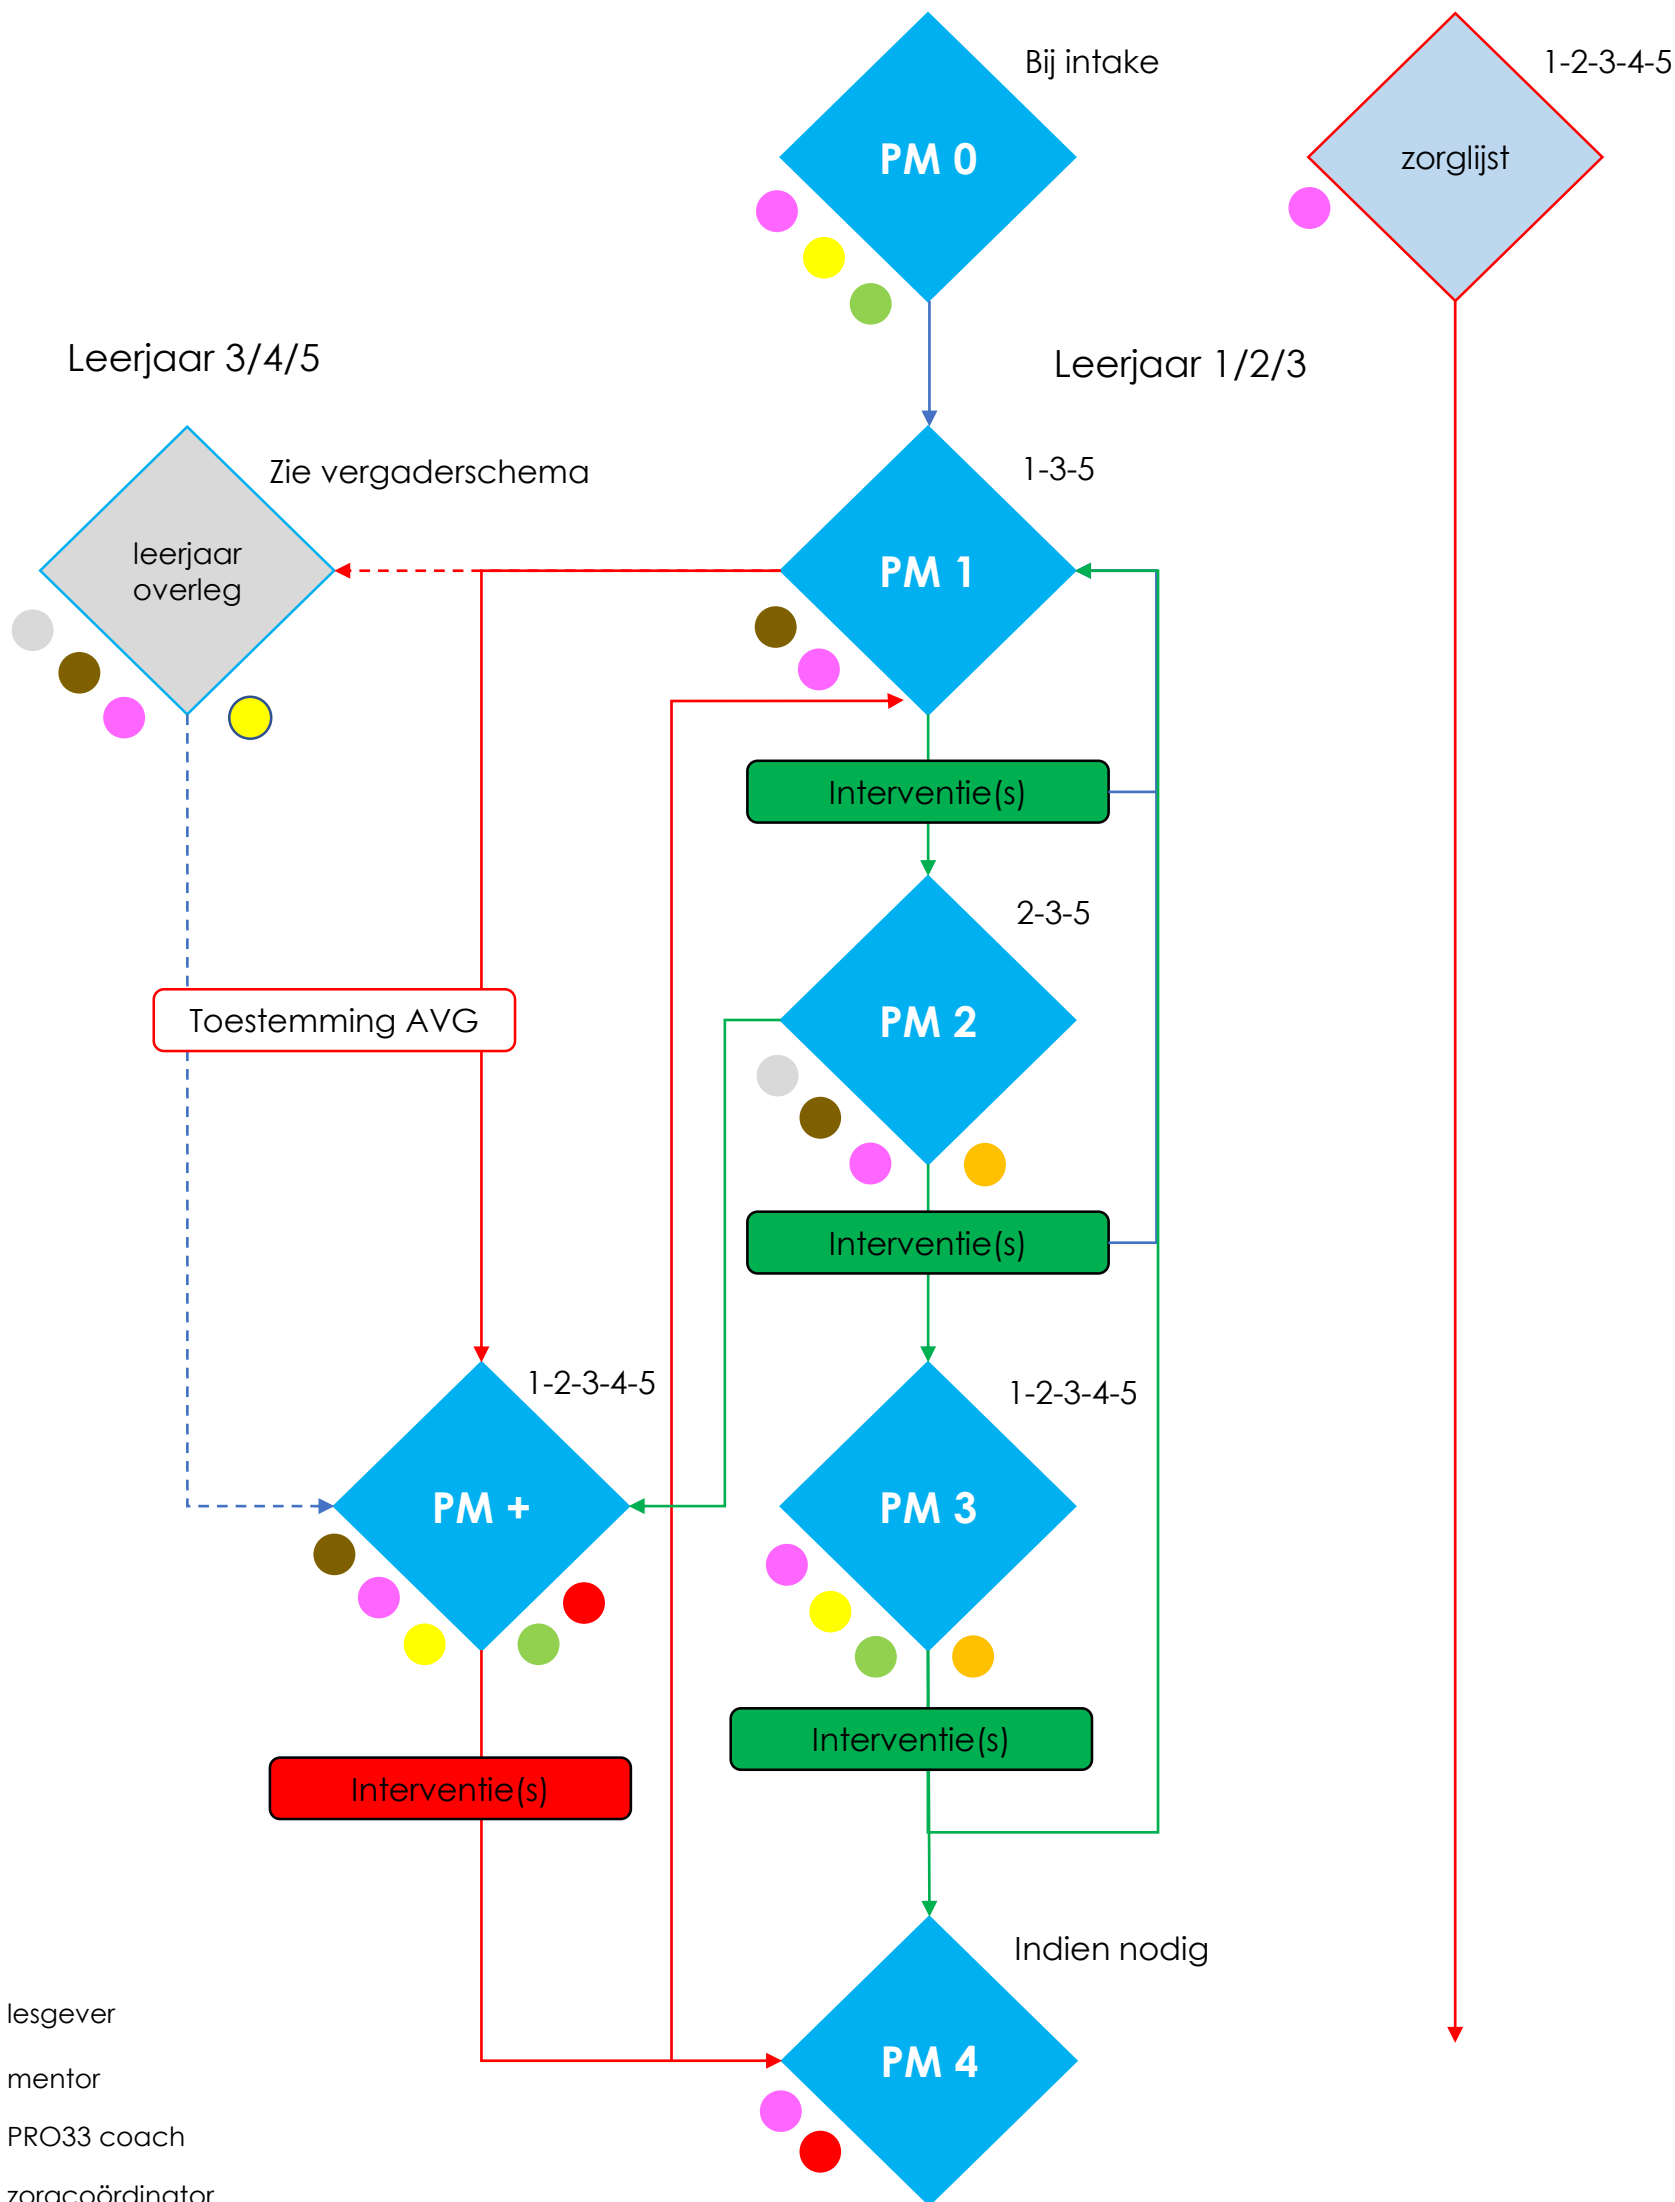 Bij intake
1-2-3-4-5
PM 0
zorglijst
Leerjaar 3/4/5
Leerjaar 1/2/3
Zie vergaderschema
1-3-5
leerjaar
overleg
PM 1
Interventie(s)
2-3-5
Toestemming AVG
PM 2
Interventie(s)
1-2-3-4-5
1-2-3-4-5
PM +
PM 3
Interventie(s)
Interventie(s)
Indien nodig
lesgever
PM 4
mentor
PRO33 coach
zorgcoördinator